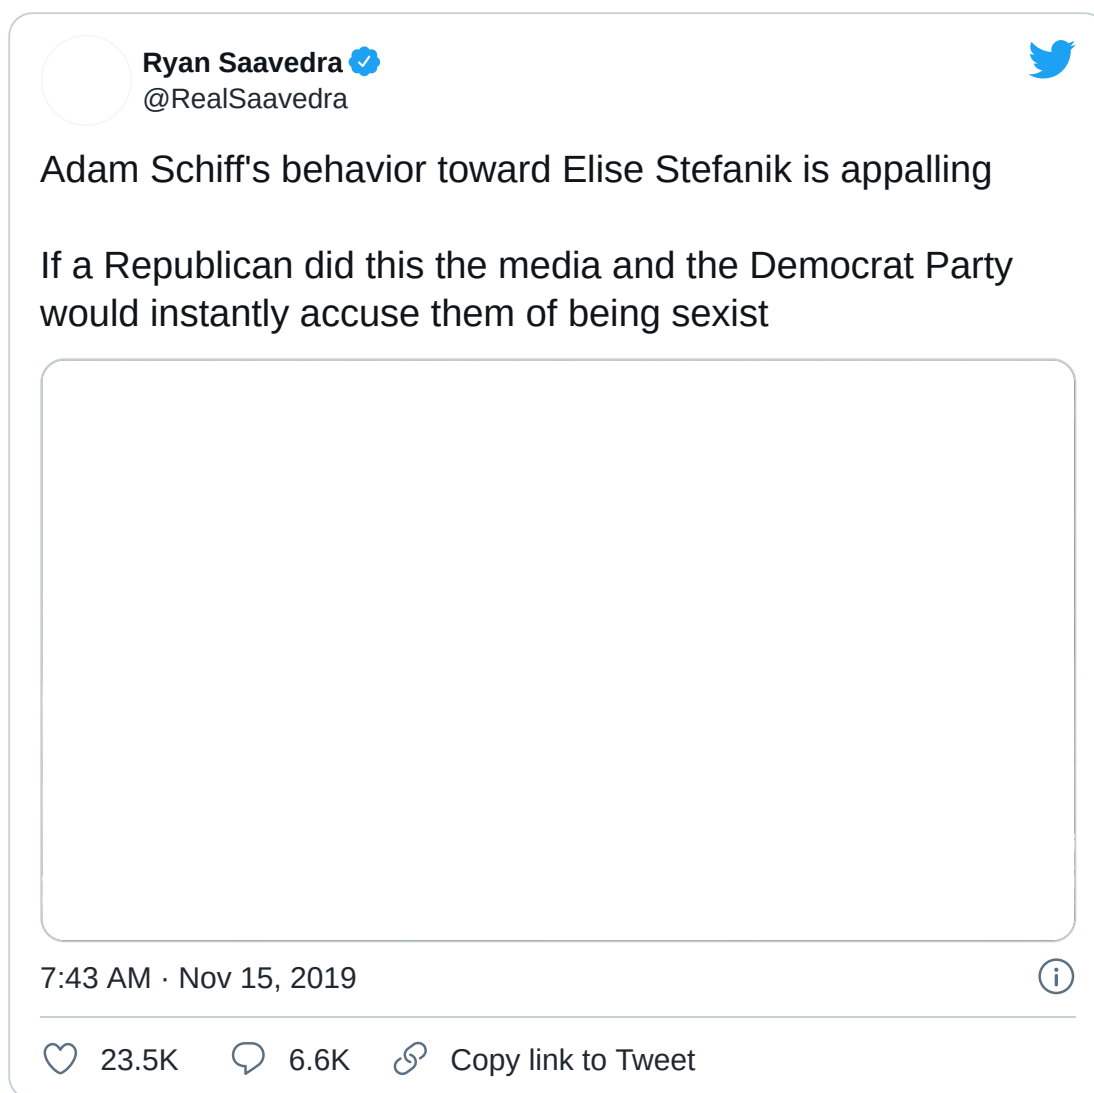 Ryan Saavedra
@RealSaavedra
Adam Schiff's behavior toward Elise Stefanik is appalling
If a Republican did this the media and the Democrat Party
would instantly accuse them of being sexist
7:43 AM · Nov 15, 2019
23.5K 6.6K Copy link to Tweet